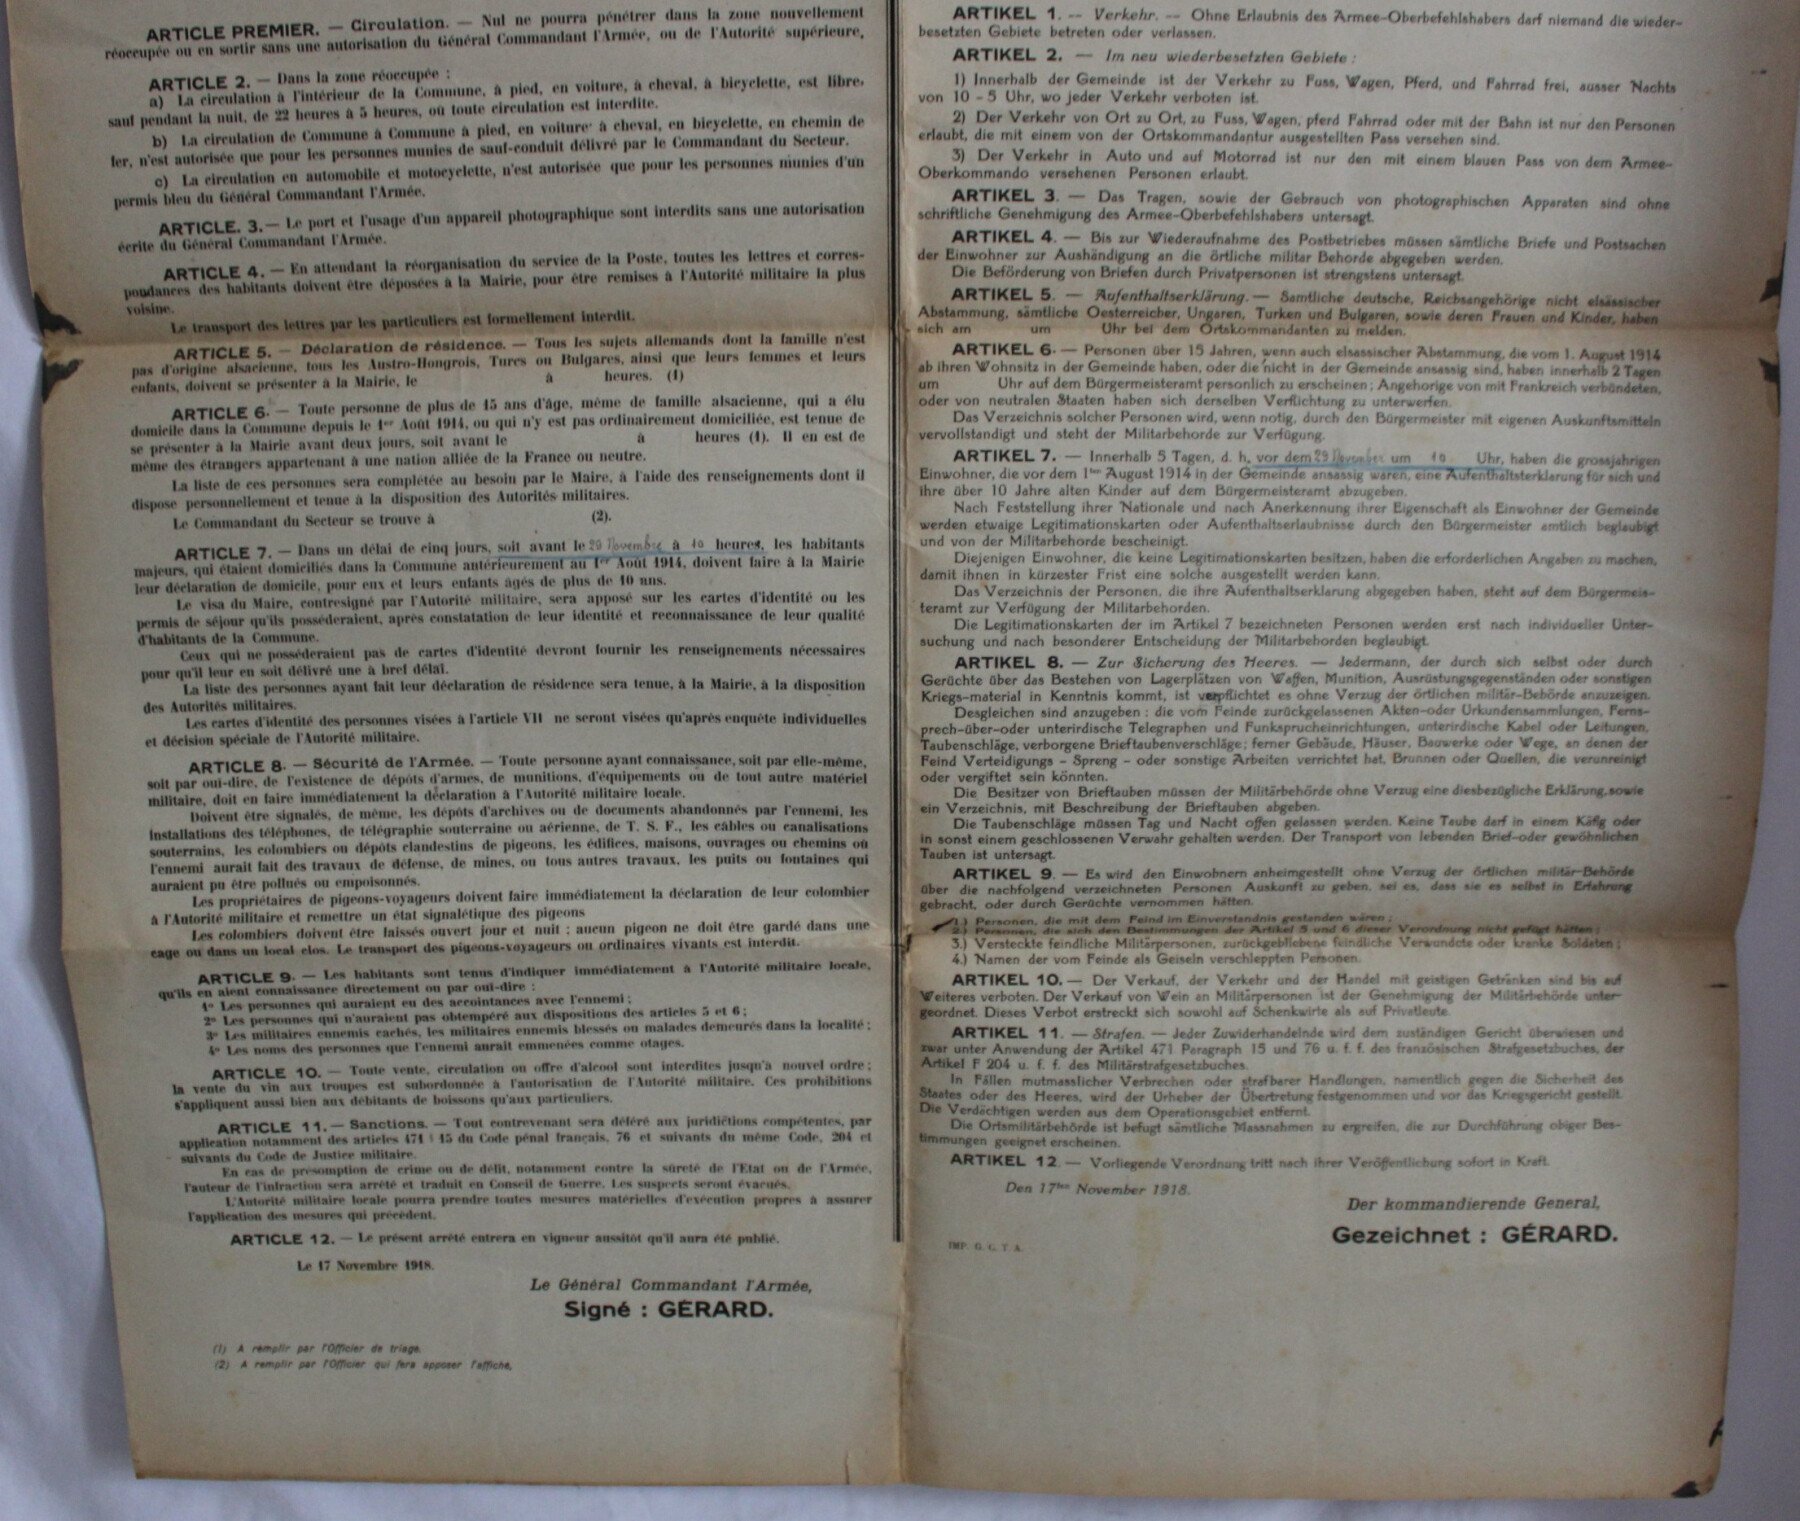 ARTICLE PREMIER. — Circulation. — Nul ne pourra pénétrer dans la zone nouvellement
réoccupée ou en sortir sans une autorisation du Général Commandant l'Armée, ou de l'Autorité supérieure,
ARTICLE 2. — Dans la zone réoccupée :
a) La circulation à l'intérieur de la Commune, à pied, en voiture, à cheval, à bicyclette, est libre,
sauf pendant la nuit, de 22 heures à 5 heures, où toute circulation est interdite.
b) La circulation de Commune à Commune à pied, en voiture à cheval, en bicyclette, en chemin de
fer, n'est autorisée que pour les personnes munies de sauf-conduit délivré par le Commandant du Secteur.
c) La circulation en automobile et motocyclette, n'est autorisée que pour les personnes munies d'un
permis bleu du Général Commandant l'Armée.
ARTICLE. 3. — Le port et l'usage d'un appareil photographique sont interdits sans une autorisation
écrite du Général Commandant l'Armée.
ARTICLE 4. — En attendant la réorganisation du service de la Poste, toutes les lettres et corres-
pondances des habitants doivent être déposées à la Mairie, pour être remises à l'Autorité militaire la plus
voisine.
Le transport des lettres par les particuliers est formellement interdit.
ARTICLE 5. — Déclaration de résidence. — Tous les sujets allemands dont la famille n'est
pas d'origine alsacienne, tous les Austro-Hongrois, Turcs ou Bulgares, ainsi que leurs femmes et leurs
enfants, doivent se présenter à la Mairie, le à heures. (1)
ARTICLE 6. — Toute personne de plus de 15 ans d'âge, même de famille alsacienne, qui a élu
domicile dans la Commune depuis le 1er Août 1914, ou qui n'y est pas ordinairement domiciliée, est tenue de
se présenter à la Mairie avant deux jours, soit avant le à heures (1). Il en est de
même des étrangers appartenant à une nation alliée de la France ou neutre.
La liste de ces personnes sera complétée au besoin par le Maire, à l'aide des renseignements dont il
dispose personnellement et tenue à la disposition des Autorités militaires.
Le Commandant du Secteur se trouve à (2).
ARTICLE 7. — Dans un délai de cinq jours, soit avant le 29 Novembre à 10 heures, les habitants
majeurs, qui étaient domiciliés dans la Commune antérieurement au 1er Août 1914, doivent faire à la Mairie
leur déclaration de domicile, pour eux et leurs enfants âgés de plus de 10 ans.
Le visa du Maire, contresigné par l'Autorité militaire, sera apposé sur les cartes d'identité ou les
permis de séjour qu'ils posséderaient, après constatation de leur identité et reconnaissance de leur qualité
d'habitants de la Commune.
Ceux qui ne posséderaient pas de cartes d'identité devront fournir les renseignements nécessaires
pour qu'il leur en soit délivré une à bref délai.
La liste des personnes ayant fait leur déclaration de résidence sera tenue, à la Mairie, à la disposition
des Autorités militaires.
Les cartes d'identité des personnes visées à l'article VII ne seront visées qu'après enquête individuelles
et décision spéciale de l'Autorité militaire.
ARTICLE 8. — Sécurité de l'Armée. — Toute personne ayant connaissance, soit par elle-même,
soit par oui-dire, de l'existence de dépôts d'armes, de munitions, d'équipements ou de tout autre matériel
militaire, doit en faire immédiatement la déclaration à l'Autorité militaire locale.
Doivent être signalés, de même, les dépôts d'archives ou de documents abandonnés par l'ennemi, les
installations des téléphones, de télégraphie souterraine ou aérienne, de T. S. F., les câbles ou canalisations
souterrains, les colombiers ou dépôts clandestins de pigeons, les édifices, maisons, ouvrages ou chemins où
l'ennemi aurait fait des travaux de défense, de mines, ou tous autres travaux, les puits ou fontaines qui
auraient pu être pollués ou empoisonnés.
Les propriétaires de pigeons-voyageurs doivent faire immédiatement la déclaration de leur colombier
à l'Autorité militaire et remettre un état signalétique des pigeons
Les colombiers doivent être laissés ouvert jour et nuit ; aucun pigeon ne doit être gardé dans une
cage ou dans un local clos. Le transport des pigeons-voyageurs ou ordinaires vivants est interdit.
ARTICLE 9. — Les habitants sont tenus d'indiquer immédiatement à l'Autorité militaire locale,
qu'ils en aient connaissance directement ou par oui-dire :
1° Les personnes qui auraient eu des accointances avec l'ennemi ;
2° Les personnes qui n'auraient pas obtempéré aux dispositions des articles 5 et 6 ;
3° Les militaires ennemis cachés, les militaires ennemis blessés ou malades demeurés dans la localité ;
4° Les noms des personnes que l'ennemi aurait emmenées comme otages.
ARTICLE 10. — Toute vente, circulation ou offre d'alcool sont interdites jusqu'à nouvel ordre ;
la vente du vin aux troupes est subordonnée à l'autorisation de l'Autorité militaire. Ces prohibitions
s'appliquent aussi bien aux débitants de boissons qu'aux particuliers.
ARTICLE 11. — Sanctions. — Tout contrevenant sera déféré aux juridictions compétentes, par
application notamment des articles 471 § 15 du Code pénal français, 76 et suivants du même Code, 204 et
suivants du Code de Justice militaire.
En cas de présomption de crime ou de délit, notamment contre la sûreté de l'Etat ou de l'Armée,
l'auteur de l'infraction sera arrêté et traduit en Conseil de Guerre. Les suspects seront évacués.
L'Autorité militaire locale pourra prendre toutes mesures matérielles d'exécution propres à assurer
l'application des mesures qui précèdent.
ARTICLE 12. — Le présent arrêté entrera en vigueur aussitôt qu'il aura été publié.
Le 17 Novembre 1918.
Le Général Commandant l'Armée,
Signé : GÉRARD.
(1) A remplir par l'Officier de triage.
(2) A remplir par l'Officier qui fera apposer l'affiche,
ARTIKEL 1. -- Verkehr. -- Ohne Erlaubnis des Armee-Oberbefehlshabers darf niemand die wieder-
besetzten Gebiete betreten oder verlassen.
ARTIKEL 2. — Im neu wiederbesetzten Gebiete :
1) Innerhalb der Gemeinde ist der Verkehr zu Fuss, Wagen, Pferd, und Fahrrad frei, ausser Nachts
von 10 - 5 Uhr, wo jeder Verkehr verboten ist.
2) Der Verkehr von Ort zu Ort, zu Fuss, Wagen, pferd Fahrrad oder mit der Bahn ist nur den Personen
erlaubt, die mit einem von der Ortskommandantur ausgestellten Pass versehen sind.
3) Der Verkehr in Auto und auf Motorrad ist nur den mit einem blauen Pass von dem Armee-
Oberkommando versehenen Personen erlaubt.
ARTIKEL 3. — Das Tragen, sowie der Gebrauch von photographischen Apparaten sind ohne
schriftliche Genehmigung des Armee-Oberbefehlshabers untersagt.
ARTIKEL 4. — Bis zur Wiederaufnahme des Postbetriebes müssen sämtliche Briefe und Postsachen
der Einwohner zur Aushändigung an die örtliche militar Behorde abgegeben werden.
Die Beförderung von Briefen durch Privatpersonen ist strengstens untersagt.
ARTIKEL 5. — Aufenthaltserklärung. — Samtliche deutsche, Reichsangehörige nicht elsässischer
Abstammung, sämtliche Oesterreicher, Ungaren, Turken und Bulgaren, sowie deren Frauen und Kinder, haben
sich am um Uhr bei dem Ortskommandanten zu melden.
ARTIKEL 6. — Personen über 15 Jahren, wenn auch elsassischer Abstammung, die vom 1. August 1914
ab ihren Wohnsitz in der Gemeinde haben, oder die nicht in der Gemeinde ansassig sind, haben innerhalb 2 Tagen
um Uhr auf dem Bürgermeisteramt personlich zu erscheinen ; Angehorige von mit Frankreich verbündeten,
oder von neutralen Staaten haben sich derselben Verflichtung zu unterwerfen.
Das Verzeichnis solcher Personen wird, wenn notig, durch den Bürgermeister mit eigenen Auskunftsmitteln
vervollstandigt und steht der Militarbehorde zur Verfügung.
ARTIKEL 7. — Innerhalb 5 Tagen, d. h. vor dem 29 November um 10 Uhr, haben die grossjahrigen
Einwohner, die vor dem 1ten August 1914 in der Gemeinde ansassig waren, eine Aufenthaltsterklarung für sich und
ihre über 10 Jahre alten Kinder auf dem Bürgermeisteramt abzugeben.
Nach Feststellung ihrer Nationale und nach Anerkennung ihrer Eigenschaft als Einwohner der Gemeinde
werden etwaige Legitimationskarten oder Aufenthaltserlaubnisse durch den Bürgermeister amtlich beglaubigt
und von der Militarbehorde bescheinigt.
Diejenigen Einwohner, die keine Legitimationskarten besitzen, haben die erforderlichen Angaben zu machen,
damit ihnen in kürzester Frist eine solche ausgestellt werden kann.
Das Verzeichnis der Personen, die ihre Aufenthaltserklarung abgegeben haben, steht auf dem Bürgermeis-
teramt zur Verfügung der Militarbehorden.
Die Legitimationskarten der im Artikel 7 bezeichneten Personen werden erst nach individueller Unter-
suchung und nach besonderer Entscheidung der Militarbehorden beglaubigt.
ARTIKEL 8. — Zur Sicherung des Heeres. — Jedermann, der durch sich selbst oder durch
Gerüchte über das Bestehen von Lagerplätzen von Waffen, Munition, Ausrüstungsgegenständen oder sonstigen
Kriegs-material in Kenntnis kommt, ist verpflichtet es ohne Verzug der örtlichen militär-Behörde anzuzeigen.
Desgleichen sind anzugeben : die vom Feinde zurückgelassenen Akten-oder Urkundensammlungen, Ferns-
prech-über-oder unterirdische Telegraphen und Funkspruchcinrichtungen, unterirdische Kabel oder Leitungen,
Taubenschläge, verborgene Brieftaubenverschläge ; ferner Gebäude, Häuser, Bauwerke oder Wege, an denen der
Feind Verteidigungs - Spreng - oder sonstige Arbeiten verrichtet hat, Brunnen oder Quellen, die verunreinigt
oder vergiftet sein könnten.
Die Besitzer von Brieftauben müssen der Militärbehörde ohne Verzug eine diesbezügliche Erklärung, sowie
ein Verzeichnis, mit Beschreibung der Brieftauben abgeben.
Die Taubenschläge müssen Tag und Nacht offen gelassen werden. Keine Taube darf in einem Käfig oder
in sonst einem geschlossenen Verwahr gehalten werden. Der Transport von lebenden Brief-oder gewöhnlichen
Tauben ist untersagt.
ARTIKEL 9. — Es wird den Einwobnern anheimgestellt ohne Verzug der örtlichen militär-Behörde
über die nachfolgend verzeichneten Personen Auskunft zu geben, sei es, dass sie es selbst in Erfahrung
gebracht, oder durch Gerüchte vernommen hätten.
1.) Personen, die mit dem Feind im Einverstandnis gestanden wären ;
2.) Personen, die sich den Bestimmungen der Artikel 5 und 6 dieser Verordnung nicht gefügt hätten ;
3.) Versteckte feindliche Militärpersonen, zurückgebliebene feindliche Verwundete oder kranke Soldaten ;
4.) Namen der vom Feinde als Geiseln verschleppten Personen.
ARTIKEL 10. — Der Verkauf, der Verkehr und der Handel mit geistigen Getränken sind bis auf
Weiteres verboten. Der Verkauf von Wein an Militärpersonen ist der Genehmigung der Militärbehörde unter-
geordnet. Dieses Verbot erstreckt sich sowohl auf Schenkwirte als auf Privatleute.
ARTIKEL 11. — Strafen. — Jeder Zuwiderhandelnde wird dem zuständigen Gericht überwiesen und
zwar unter Anwendung der Artikel 471 Paragraph 15 und 76 u. f. f. des französischen Strafgesetzbuches, der
Artikel F 204 u. f. f. des Militärstrafgesetzbuches.
In Fällen mutmasslicher Verbrechen oder strafbarer Handlungen, namentlich gegen die Sicherheit des
Staates oder des Heeres, wird der Urheber der Übertretung festgenommen und vor das Kriegsgericht gestellt.
Die Verdächtigen werden aus dem Operationsgebiet entfernt.
Die Ortsmilitärbehörde ist befugt sämtliche Massnahmen zu ergreifen, die zur Durchführung obiger Bes-
timmungen geeignet erscheinen.
ARTIKEL 12. — Vorliegende Verordnung tritt nach ihrer Veröffentlichung sofort in Kraft.
Den 17ten November 1918.
Der kommandierende General,
Gezeichnet : GÉRARD.
IMP. G. C. T. A.